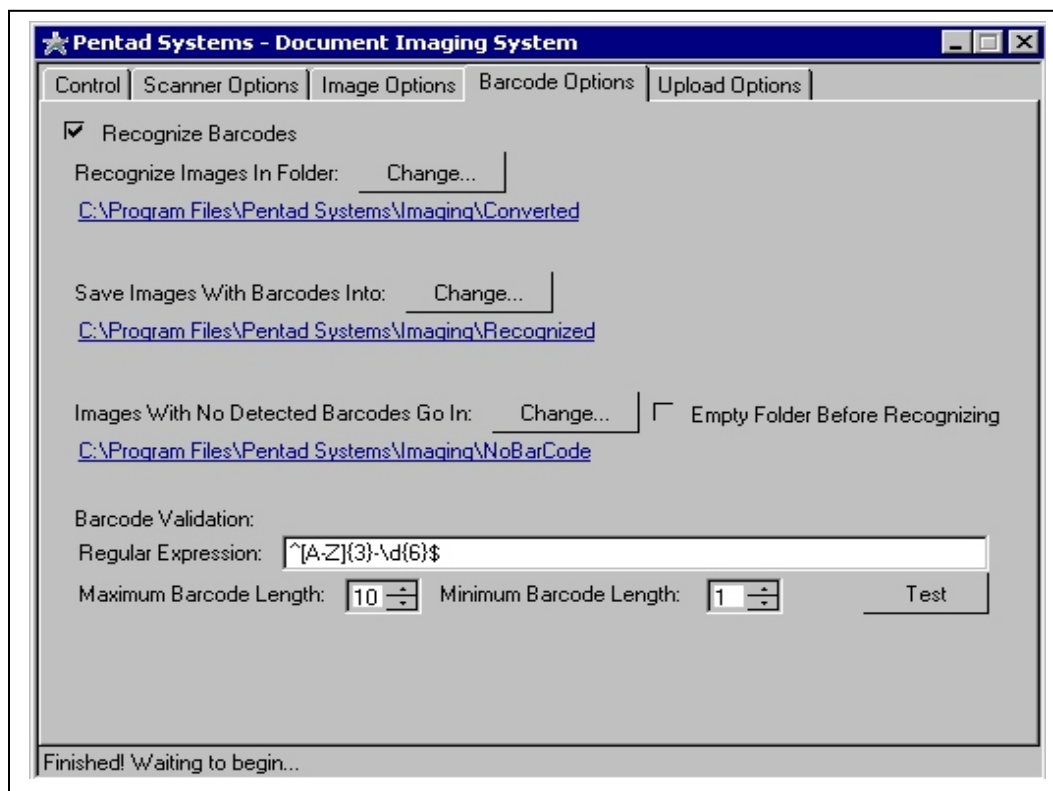 Pentad Systems - Document Imaging System
Control Scanner Options Image Options Barcode Options Upload Options
Recognize Barcodes
Recognize Images In Folder: Change...
C:\Program Files\Pentad Systems\Imaging\Converted
Save Images With Barcodes Into: Change...
C:\Program Files\Pentad Systems\Imaging\Recognized
Images With No Detected Barcodes Go In: Change... Empty Folder Before Recognizing
C:\Program Files\Pentad Systems\Imaging\NoBarCode
Barcode Validation:
Regular Expression: ^[A-Z]{3}-\d{6}$
Maximum Barcode Length: 10 Minimum Barcode Length: 1 Test
Finished! Waiting to begin...